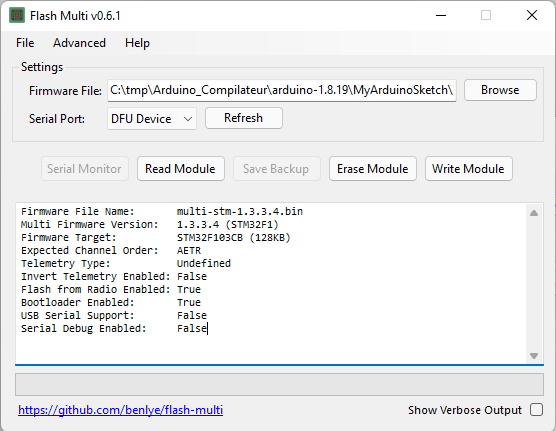 Flash Multi v0.6.1
File Advanced Help
Settings
Firmware File: C:\tmp\Arduino_Compilateur\arduino-1.8.19\MyArduinoSketch\ Browse
Serial Port: DFU Device Refresh
Serial Monitor Read Module Save Backup Erase Module Write Module
Firmware File Name: multi-stm-1.3.3.4.bin
Multi Firmware Version: 1.3.3.4 (STM32F1)
Firmware Target: STM32F103CB (128KB)
Expected Channel Order: AETR
Telemetry Type: Undefined
Invert Telemetry Enabled: False
Flash from Radio Enabled: True
Bootloader Enabled: True
USB Serial Support: False
Serial Debug Enabled: False
https://github.com/benlye/flash-multi Show Verbose Output